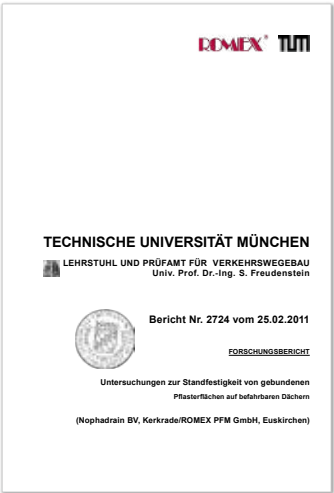 ROMEX® TUM
TECHNISCHE UNIVERSITÄT MÜNCHEN
LEHRSTUHL UND PRÜFAMT FÜR VERKEHRSWEGEBAU
Univ. Prof. Dr.-Ing. S. Freudenstein
Bericht Nr. 2724 vom 25.02.2011
FORSCHUNGSBERICHT
Untersuchungen zur Standfestigkeit von gebundenen
Pflasterflächen auf befahrbaren Dächern
(Nophadrain BV, Kerkrade/ROMEX PFM GmbH, Euskirchen)